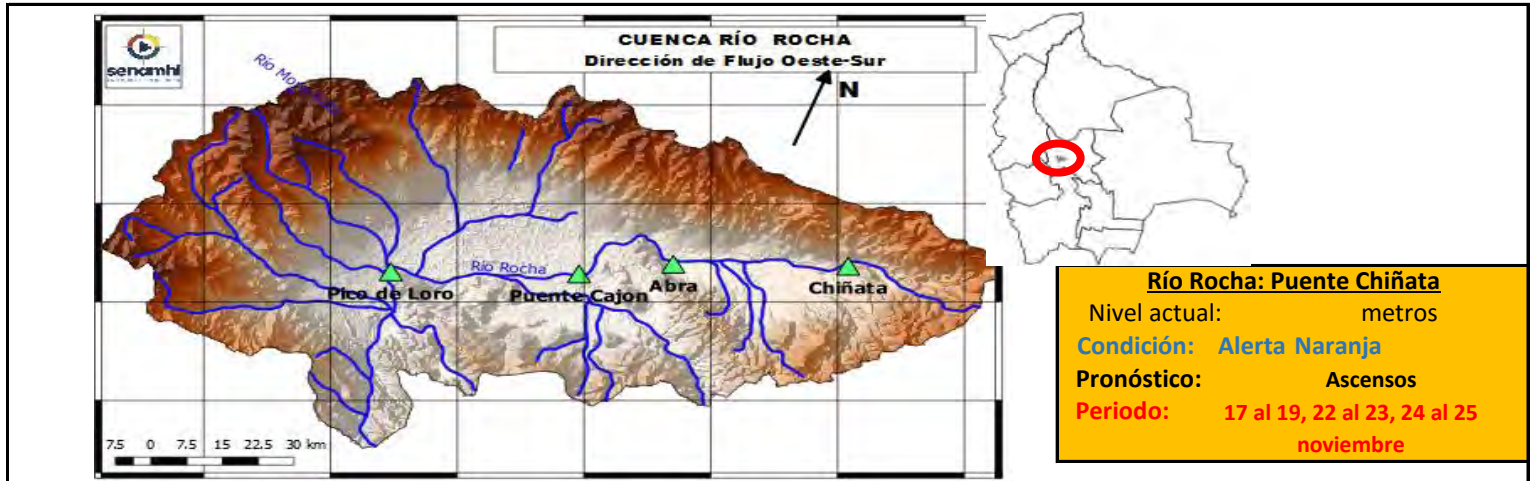 senamhi
CUENCA RÍO ROCHA
Dirección de Flujo Oeste-Sur
N
Río
Río Rocha
Pico de Loro
Puente Cajon
Abra
Chiñata
7.5 0 7.5 15 22.5 30 km
Río Rocha: Puente Chiñata
Nivel actual: metros
Condición: Alerta Naranja
Pronóstico: Ascensos
Periodo: 17 al 19, 22 al 23, 24 al 25
noviembre